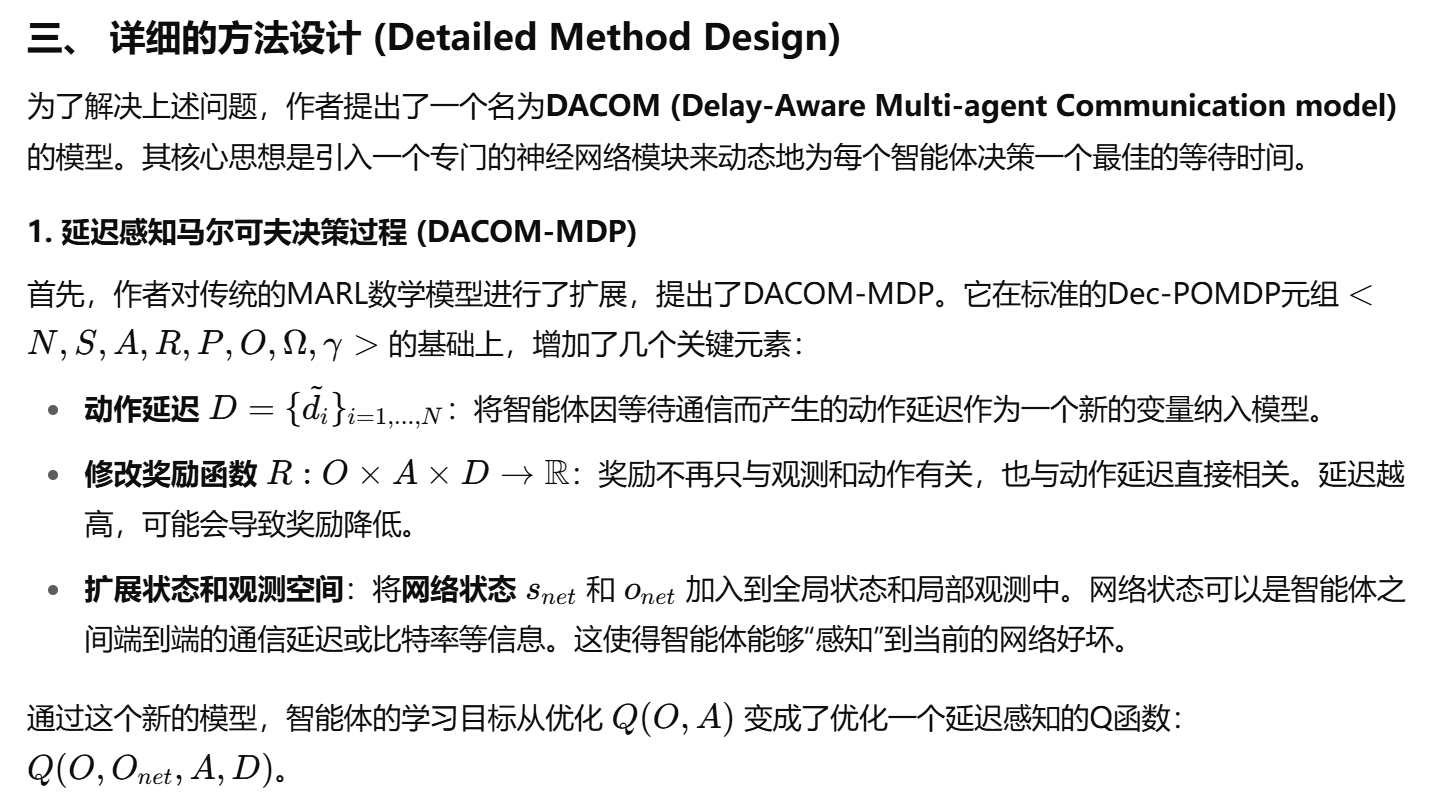 三、 详细的方法设计 (Detailed Method Design)
为了解决上述问题，作者提出了一个名为DACOM (Delay-Aware Multi-agent Communication model)
的模型。其核心思想是引入一个专门的神经网络模块来动态地为每个智能体决策一个最佳的等待时间。
1. 延迟感知马尔可夫决策过程 (DACOM-MDP)
首先，作者对传统的MARL数学模型进行了扩展，提出了DACOM-MDP。它在标准的Dec-POMDP元组 <
N, S, A, R, P, O, Ω, γ > 的基础上，增加了几个关键元素：
• 动作延迟 D = {d̃_i}_{i=1,...,N}：将智能体因等待通信而产生的动作延迟作为一个新的变量纳入模型。
• 修改奖励函数 R : O × A × D → ℝ：奖励不再只与观测和动作有关，也与动作延迟直接相关。延迟越
高，可能会导致奖励降低。
• 扩展状态和观测空间：将网络状态 s_{net} 和 o_{net} 加入到全局状态和局部观测中。网络状态可以是智能体之
间端到端的通信延迟或比特率等信息。这使得智能体能够“感知”到当前的网络好坏。
通过这个新的模型，智能体的学习目标从优化 Q(O, A) 变成了优化一个延迟感知的Q函数：
Q(O, O_{net}, A, D)。